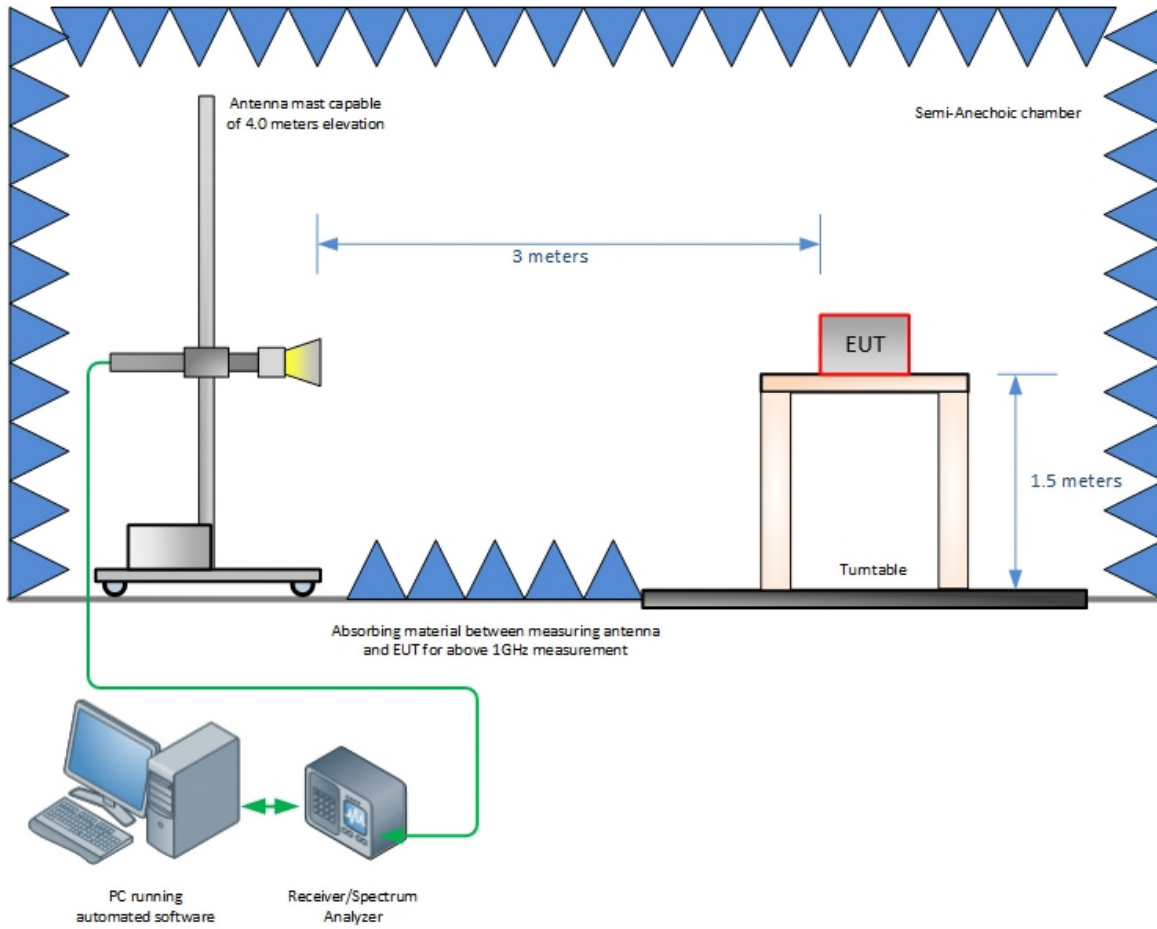 Antenna mast capable
of 4.0 meters elevation
Semi-Anechoic chamber
3 meters
EUT
1.5 meters
Turntable
Absorbing material between measuring antenna
and EUT for above 1GHz measurement
PC running
automated software
Receiver/Spectrum
Analyzer